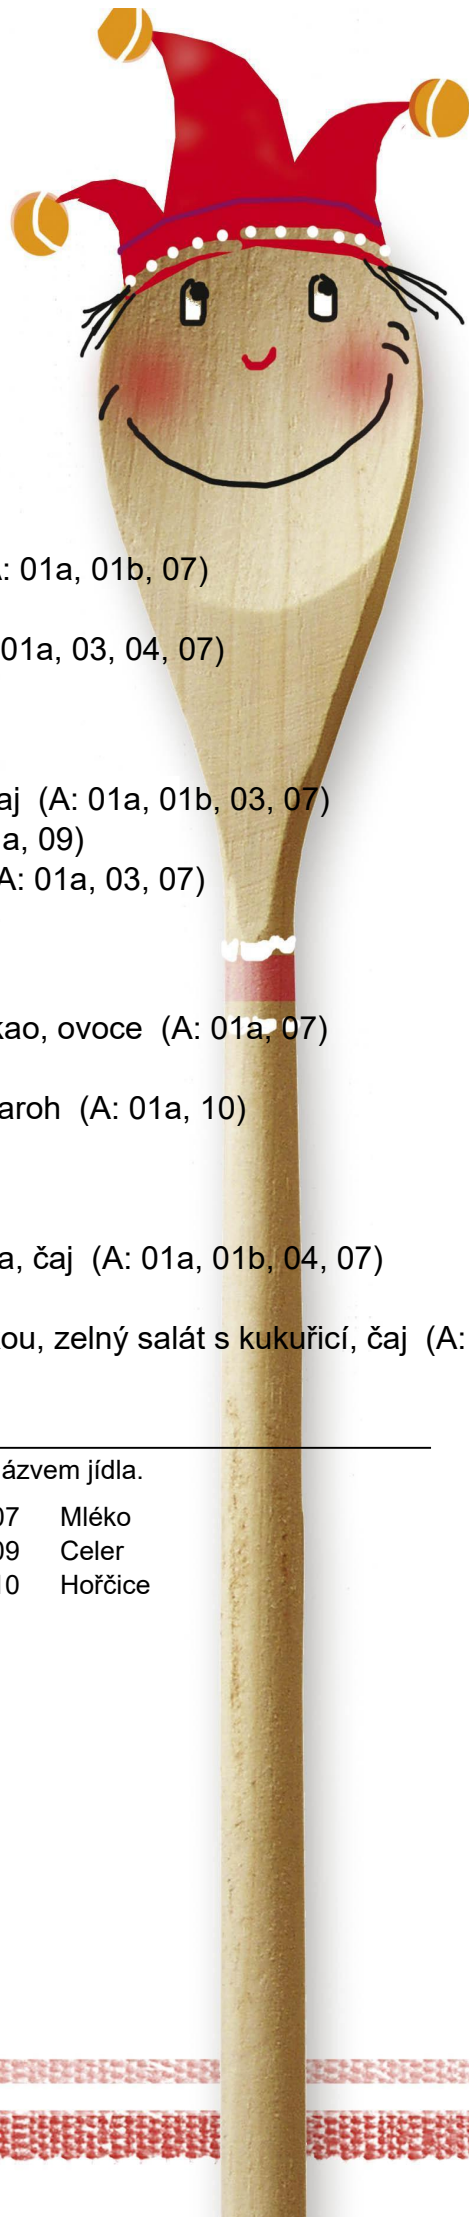 : 01a, 01b, 07)
01a, 03, 04, 07)
aj (A: 01a, 01b, 03, 07)
a, 09)
A: 01a, 03, 07)
kao, ovoce (A: 01a, 07)
aroh (A: 01a, 10)
a, čaj (A: 01a, 01b, 04, 07)
ou, zelný salát s kukuřicí, čaj (A:
ázvem jídla.
07 Mléko
09 Celer
10 Hořčice